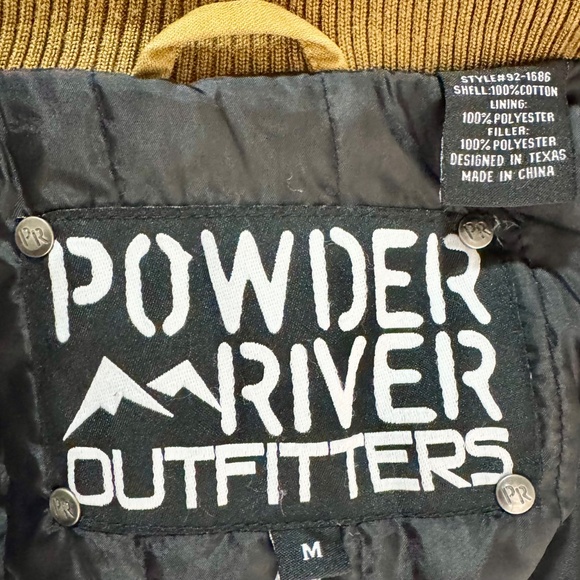 STYLE#92-1686
SHELL:100%COTTON
LINING:
100%POLYESTER
FILLER:
100%POLYESTER
DESIGNED IN TEXAS
MADE IN CHINA
PR
PR
POWDER
RIVER
OUTFITTERS
PR
PR
M